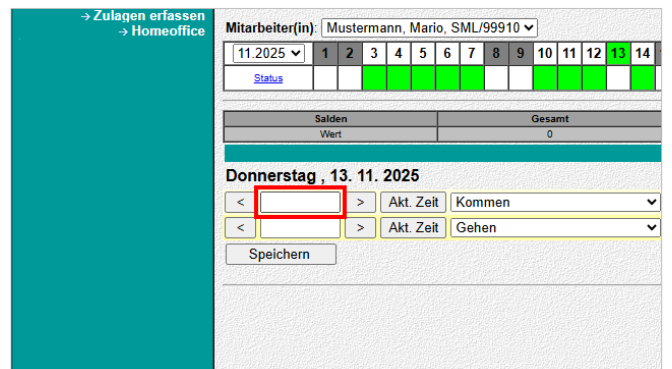 → Zulagen erfassen
→ Homeoffice
Mitarbeiter(in): Mustermann, Mario, SML/99910
11.2025 1 2 3 4 5 6 7 8 9 10 11 12 13 14
Status
Salden Gesamt
Wert 0
Donnerstag , 13. 11. 2025
< > Akt. Zeit Kommen
< > Akt. Zeit Gehen
Speichern